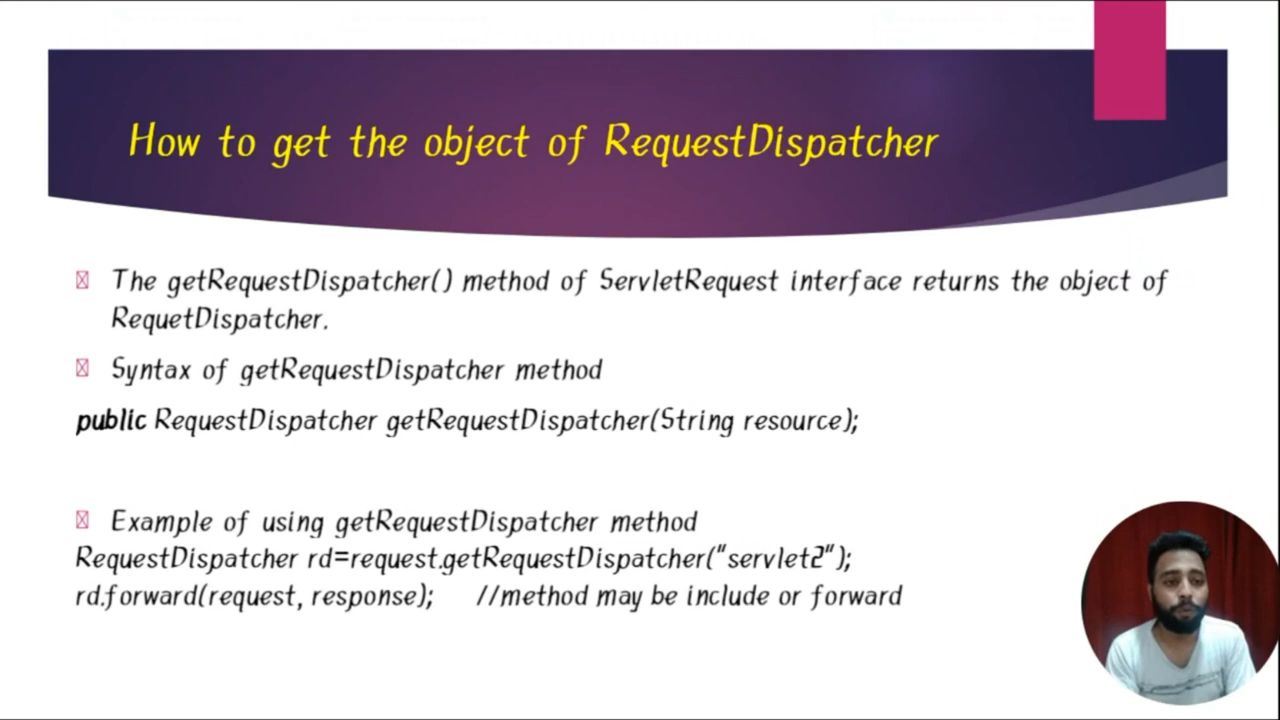 How to get the object of RequestDispatcher
The getRequestDispatcher() method of ServletRequest interface returns the object of
RequetDispatcher.
Syntax of getRequestDispatcher method
public RequestDispatcher getRequestDispatcher(String resource);
Example of using getRequestDispatcher method
RequestDispatcher rd=request.getRequestDispatcher("servlet2");
rd.forward(request, response); //method may be include or forward